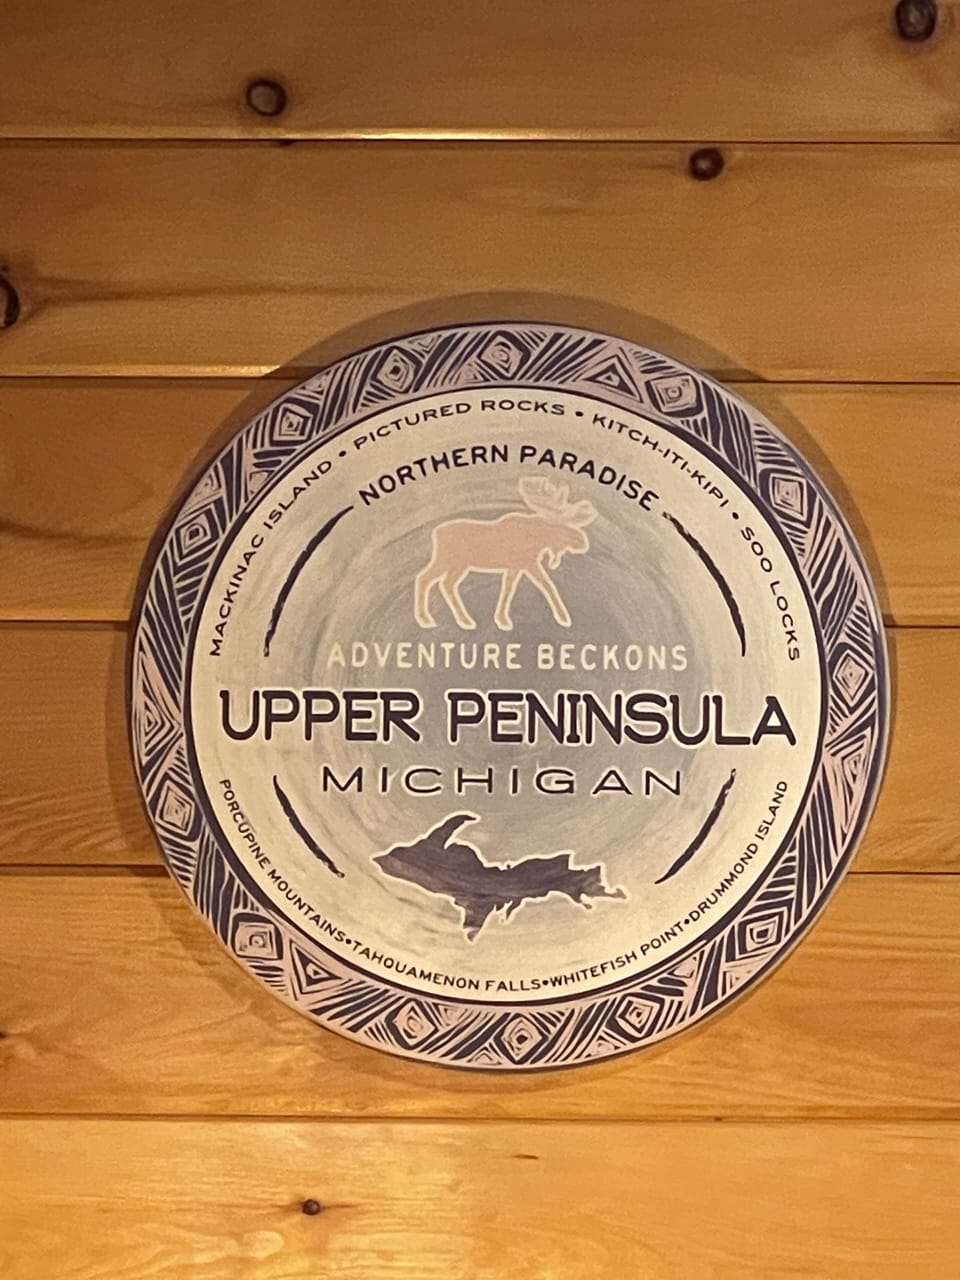 MACKINAC ISLAND • PICTURED ROCKS • KITCH-ITI-KIPI • SOO LOCKS
NORTHERN PARADISE
ADVENTURE BECKONS
UPPER PENINSULA
MICHIGAN
PORCUPINE MOUNTAINS•TAHQUAMENON FALLS•WHITEFISH POINT•DRUMMOND ISLAND